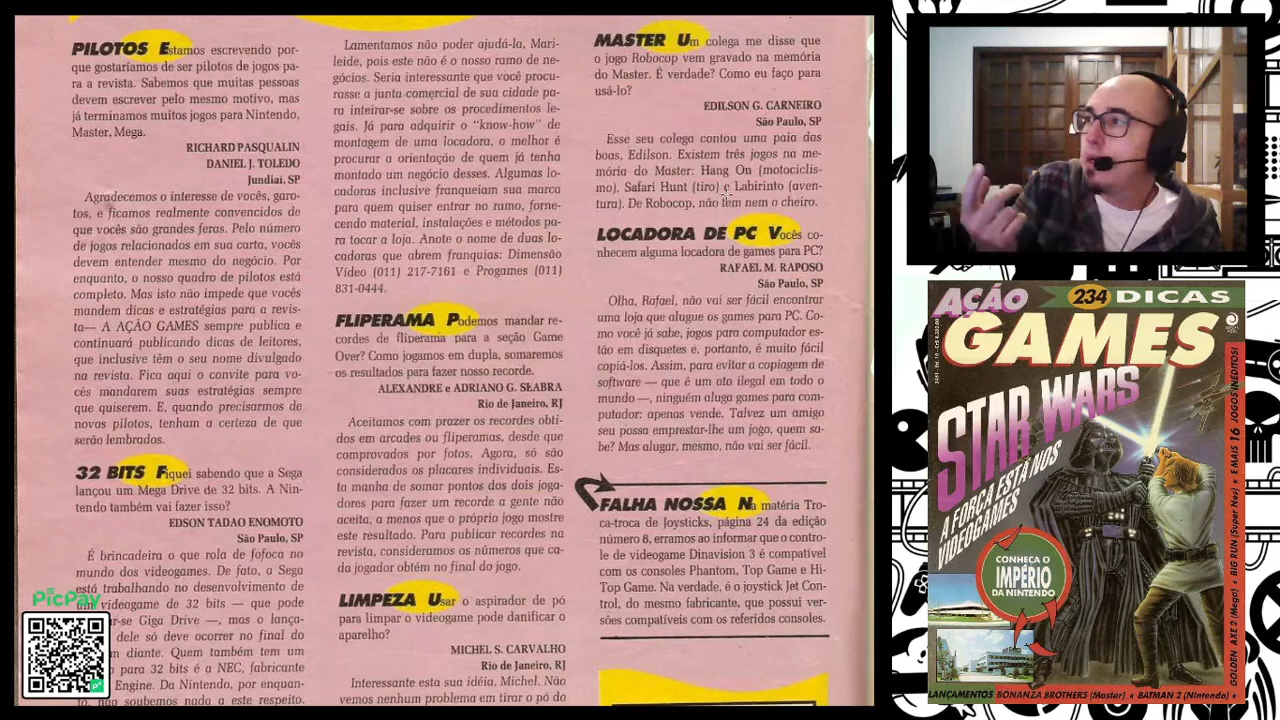 PILOTOS Estamos escrevendo por-
que gostaríamos de ser pilotos de jogos pa-
ra a revista. Sabemos que muitas pessoas
devem escrever pelo mesmo motivo, mas
já terminamos muitos jogos para Nintendo,
Master, Mega.
RICHARD PASQUALIN
DANIEL J. TOLEDO
Jundiaí, SP
Agradecemos o interesse de vocês, garo-
tos, e ficamos realmente convencidos de
que vocês são grandes feras. Pelo número
de jogos relacionados em sua carta, vocês
devem entender mesmo do negócio. Por
enquanto, o nosso quadro de pilotos está
completo. Mas isto não impede que vocês
mandem dicas e estratégias para a revis-
ta— A AÇÃO GAMES sempre publica e
continuará publicando dicas de leitores,
que inclusive têm o seu nome divulgado
na revista. Fica aqui o convite para vo-
cês mandarem suas estratégias sempre
que quiserem. E, quando precisarmos de
novos pilotos, tenham a certeza de que
serão lembrados.
32 BITS Fiquei sabendo que a Sega
lançou um Mega Drive de 32 bits. A Nin-
tendo também vai fazer isso?
EDSON TADAO ENOMOTO
São Paulo, SP
É brincadeira o que rola de fofoca no
mundo dos videogames. De fato, a Sega
está trabalhando no desenvolvimento de
um videogame de 32 bits — que pode
-se Giga Drive —,
dele só deve ocorrer no final do
em diante. Quem também tem um
para 32 bits é a NEC, fabricante
Engine. Da Nintendo, por enquan-
to, não soubemos nada a este respeito.
PicPay
Lamentamos não poder ajudá-la, Mari-
leide, pois este não é o nosso ramo de ne-
gócios. Seria interessante que você procu-
rasse a junta comercial de sua cidade pa-
ra inteirar-se sobre os procedimentos le-
gais. Já para adquirir o "know-how" de
montagem de uma locadora, o melhor é
procurar a orientação de quem já tenha
montado um negócio desses. Algumas lo-
cadoras inclusive franqueiam sua marca
para quem quiser entrar no ramo, forne-
cendo material, instalações e métodos pa-
ra tocar a loja. Anote o nome de duas lo-
cadoras que abrem franquias: Dimensão
Vídeo (011) 217-7161 e Progames (011)
831-0444.
FLIPERAMA Podemos mandar re-
cordes de fliperama para a seção Game
Over? Como jogamos em dupla, somaremos
os resultados para fazer nosso recorde.
ALEXANDRE e ADRIANO G. SEABRA
Rio de Janeiro, RJ
Aceitamos com prazer os recordes obti-
dos em arcades ou fliperamas, desde que
comprovados por fotos. Agora, só são
considerados os placares individuais. Es-
ta manha de somar pontos dos dois joga-
dores para fazer um recorde a gente não
aceita, a menos que o próprio jogo mostre
este resultado. Para publicar recordes na
revista, consideramos os números que ca-
da jogador obtém no final do jogo.
LIMPEZA Usar o aspirador de pó
para limpar o videogame pode danificar o
aparelho?
MICHEL S. CARVALHO
Rio de Janeiro, RJ
Interessante esta sua idéia, Michel. Não
vemos nenhum problema em tirar o pó do
MASTER Um colega me disse que
o jogo Robocop vem gravado na memória
do Master. É verdade? Como eu faço para
usá-lo?
EDILSON G. CARNEIRO
São Paulo, SP
Esse seu colega contou uma paia das
boas, Edilson. Existem três jogos na me-
mória do Master: Hang On (motociclis-
mo), Safari Hunt (tiro) e Labirinto (aven-
tura). De Robocop, não tem nem o cheiro.
LOCADORA DE PC Vocês co-
nhecem alguma locadora de games para PC?
RAFAEL M. RAPOSO
São Paulo, SP
Olha, Rafael, não vai ser fácil encontrar
uma loja que alugue os games para PC. Co-
mo você já sabe, jogos para computador es-
tão em disquetes e, portanto, é muito fácil
copiá-los. Assim, para evitar a copiagem de
software — que é um ato ilegal em todo o
mundo —, ninguém aluga games para com-
putador: apenas vende. Talvez um amigo
seu possa emprestar-lhe um jogo, quem sa-
be? Mas alugar, mesmo, não vai ser fácil.
FALHA NOSSA Na matéria Tro-
ca-troca de Joysticks, página 24 da edição
número 8, erramos ao informar que o contro-
le de videogame Dinavision 3 é compatível
com os consoles Phantom, Top Game e Hi-
Top Game. Na verdade, é o joystick Jet Con-
trol, do mesmo fabricante, que possui ver-
sões compatíveis com os referidos consoles.
AÇÃO 234 DICAS
GAMES
STAR WARS
A FORÇA ESTÁ NOS
VIDEOGAMES
CONHEÇA O
IMPÉRIO
DA NINTENDO
GOLDEN AXE 2 (Mega) ★ BIG RUN (Super Nes) ★ E MAIS 16 JOGOS INÉDITOS!
LANÇAMENTOS BONANZA BROTHERS (Master) ★ BATMAN 2 (Nintendo) ★